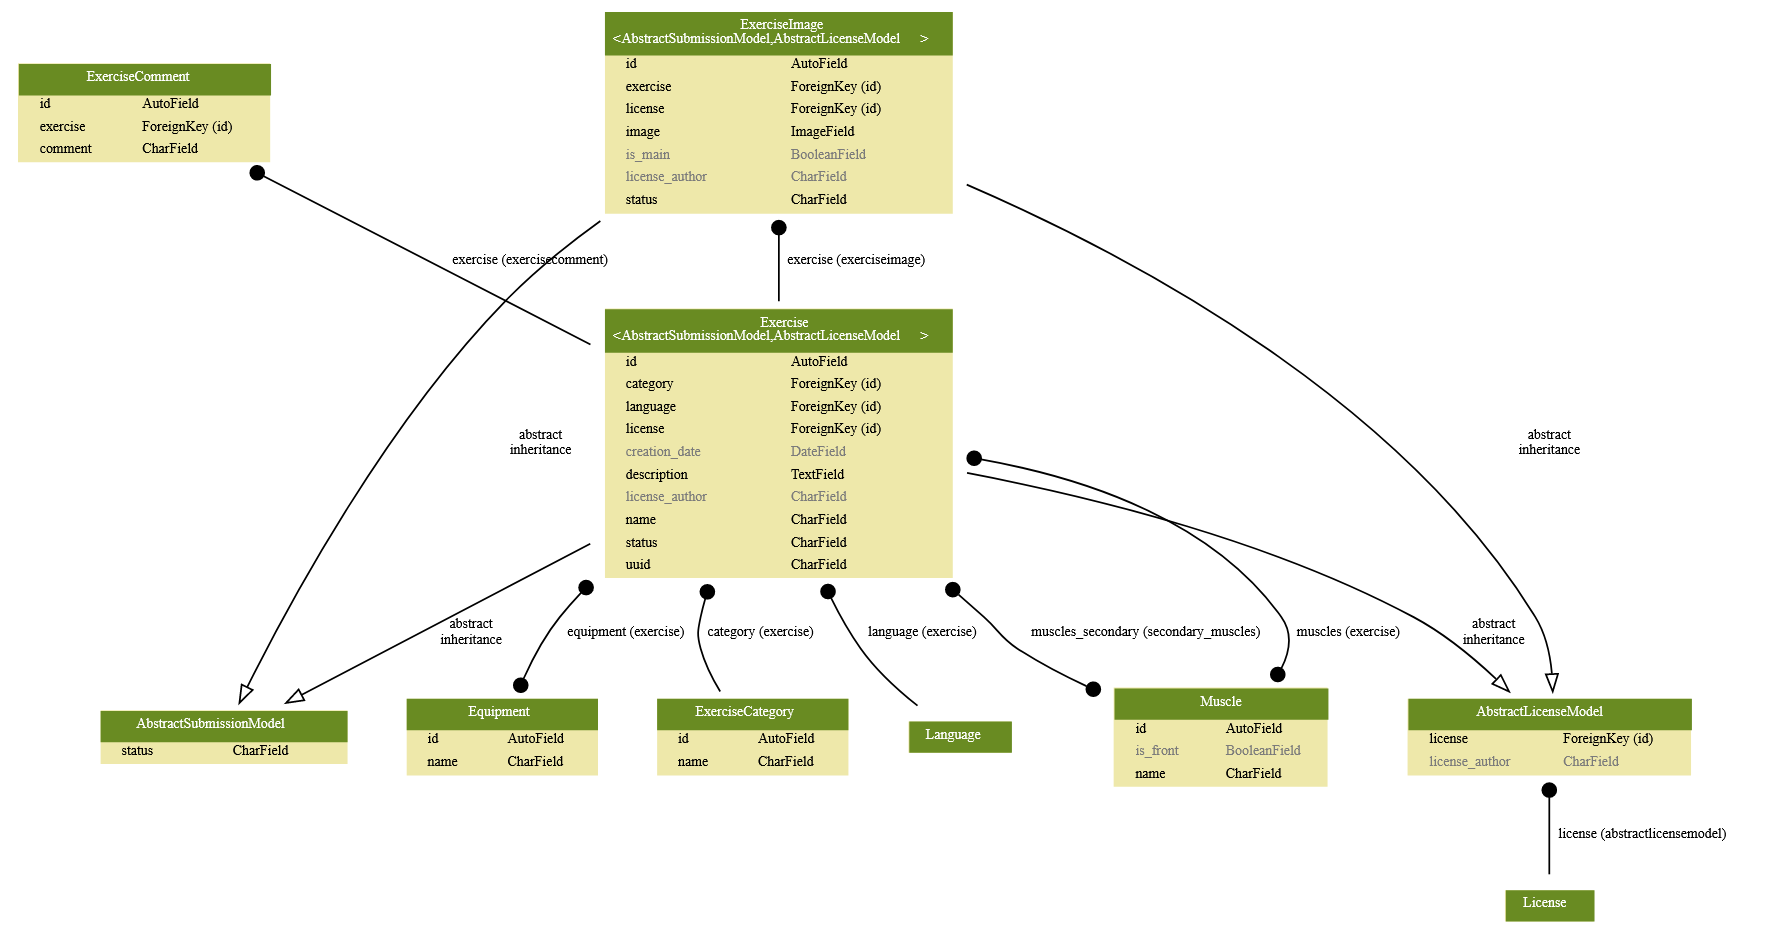 ExerciseImage
<AbstractSubmissionModel,AbstractLicenseModel >
id AutoField
exercise ForeignKey (id)
license ForeignKey (id)
image ImageField
is_main BooleanField
license_author CharField
status CharField
ExerciseComment
id AutoField
exercise ForeignKey (id)
comment CharField
exercise (exercisecomment)
exercise (exerciseimage)
Exercise
<AbstractSubmissionModel,AbstractLicenseModel >
id AutoField
category ForeignKey (id)
language ForeignKey (id)
license ForeignKey (id)
creation_date DateField
description TextField
license_author CharField
name CharField
status CharField
uuid CharField
abstract
inheritance
abstract
inheritance
abstract
inheritance
equipment (exercise)
category (exercise)
language (exercise)
muscles_secondary (secondary_muscles)
muscles (exercise)
abstract
inheritance
AbstractSubmissionModel
status CharField
Equipment
id AutoField
name CharField
ExerciseCategory
id AutoField
name CharField
Language
Muscle
id AutoField
is_front BooleanField
name CharField
AbstractLicenseModel
license ForeignKey (id)
license_author CharField
license (abstractlicensemodel)
License